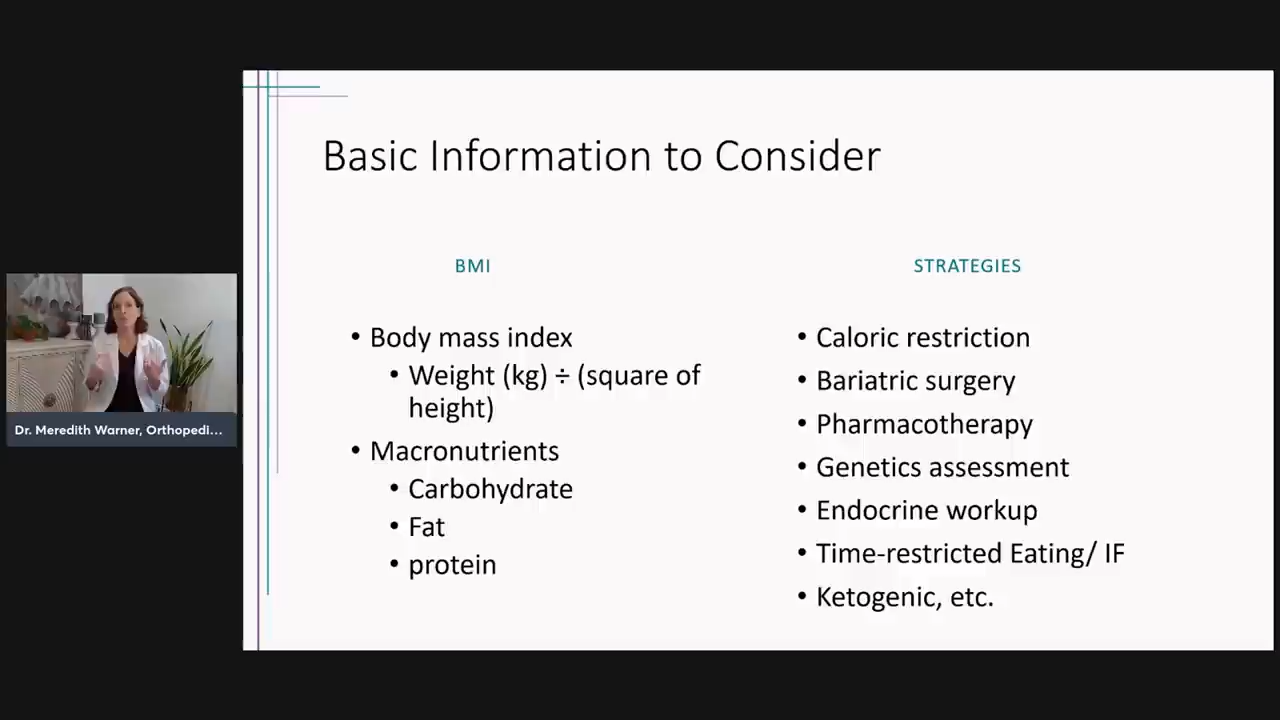 Basic Information to Consider
BMI
• Body mass index
• Weight (kg) ÷ (square of
height)
• Macronutrients
• Carbohydrate
• Fat
• protein
STRATEGIES
• Caloric restriction
• Bariatric surgery
• Pharmacotherapy
• Genetics assessment
• Endocrine workup
• Time-restricted Eating/ IF
• Ketogenic, etc.
Dr. Meredith Warner, Orthopedi...